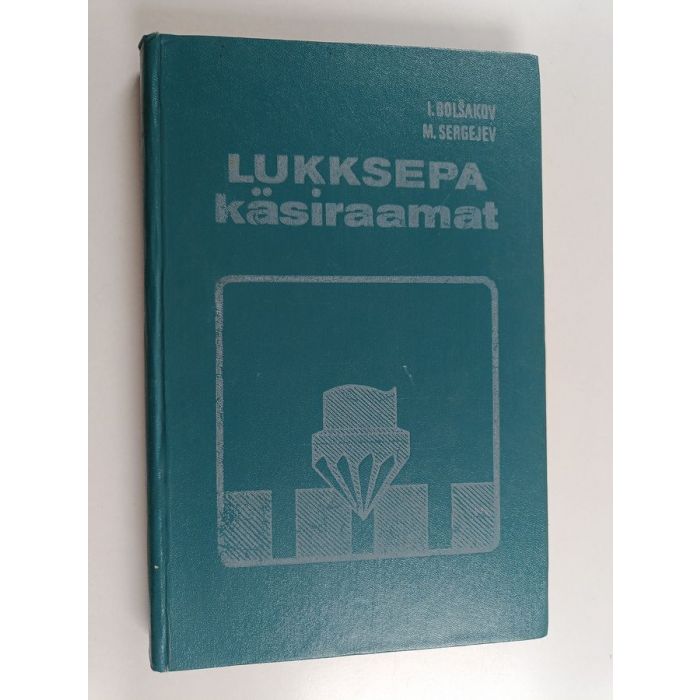 I. BOLŠAKOV
M. SERGEJEV
LUKKSEPA
käsiraamat